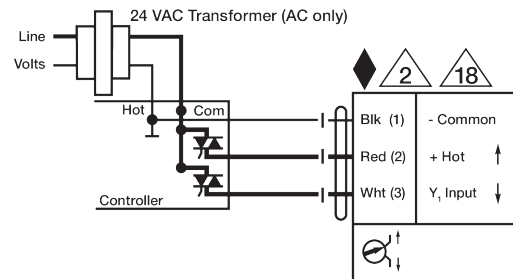 24 VAC Transformer (AC only)
Line
Volts
2
18
Hot
Com
Blk (1)
- Common
Red (2)
+ Hot
Wht (3)
Y₁ Input
Controller